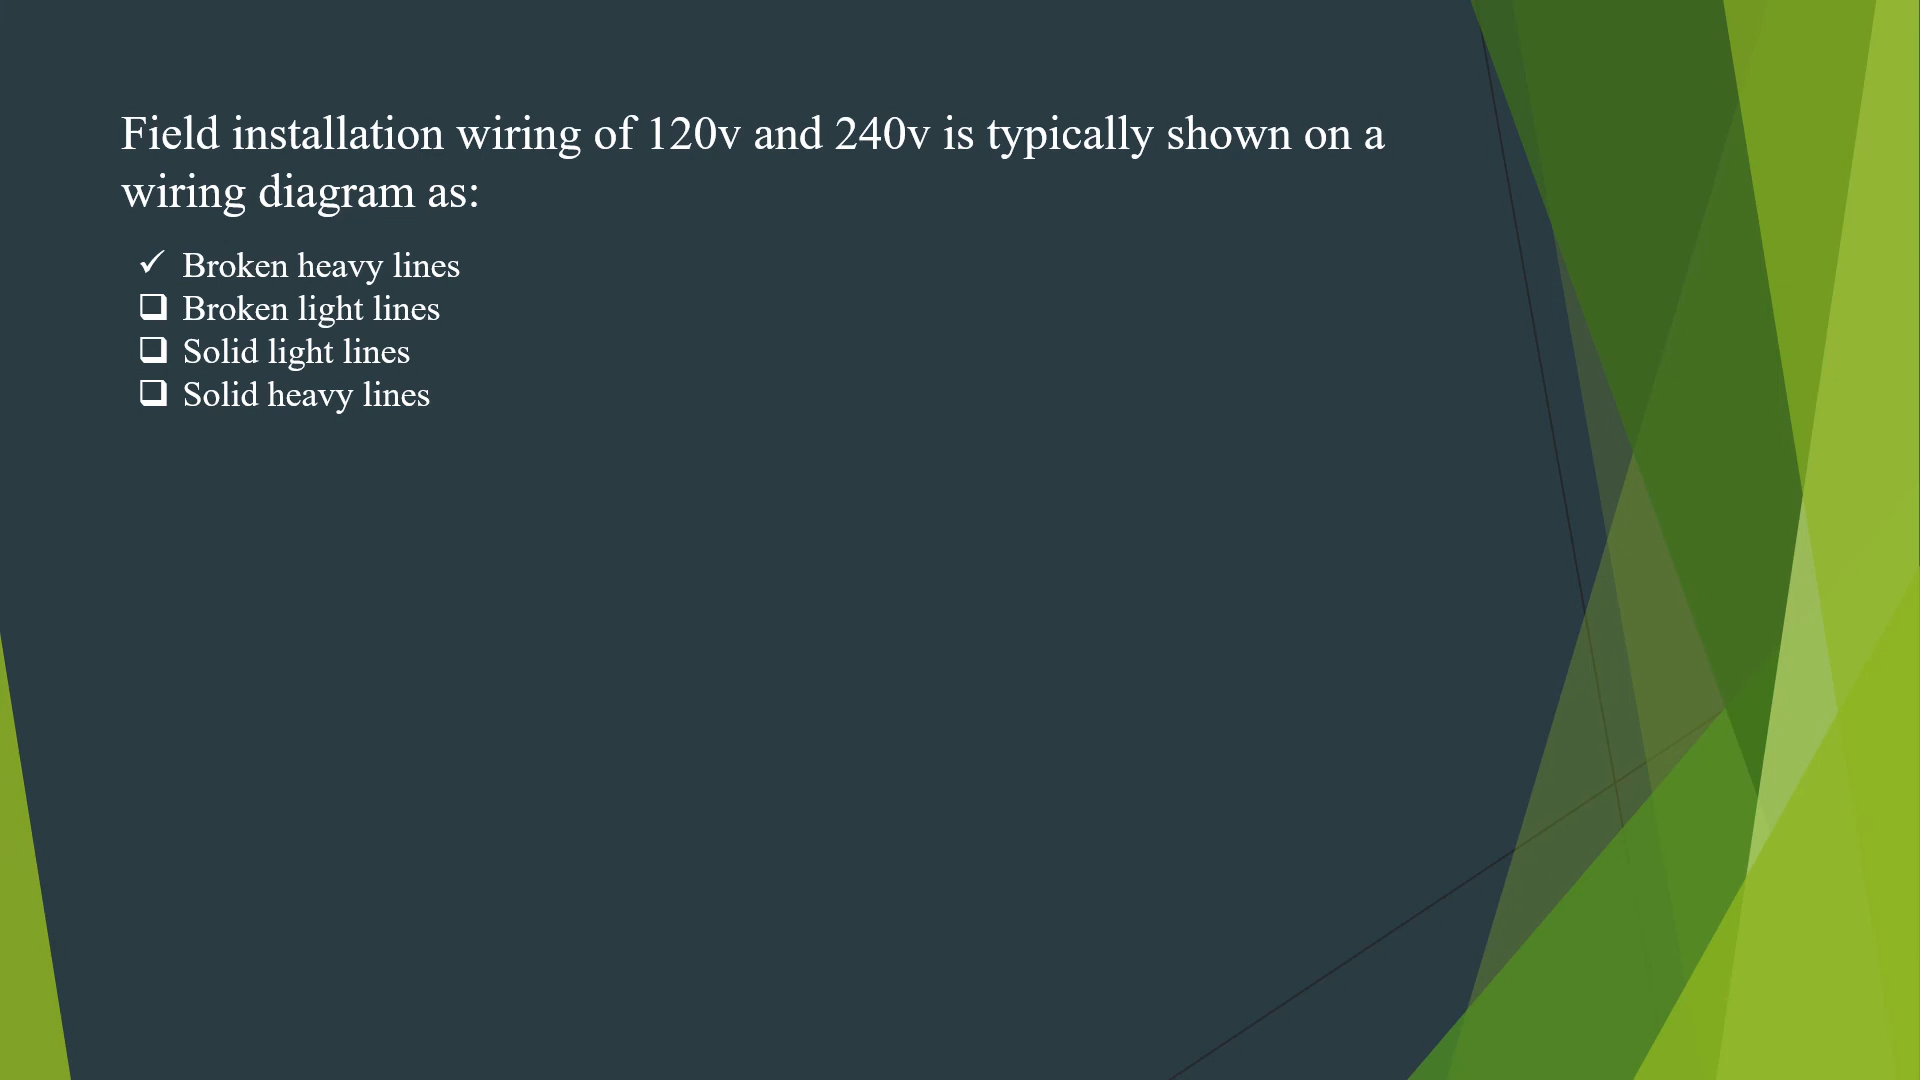 Field installation wiring of 120v and 240v is typically shown on a
wiring diagram as:
✓ Broken heavy lines
❑ Broken light lines
❑ Solid light lines
❑ Solid heavy lines